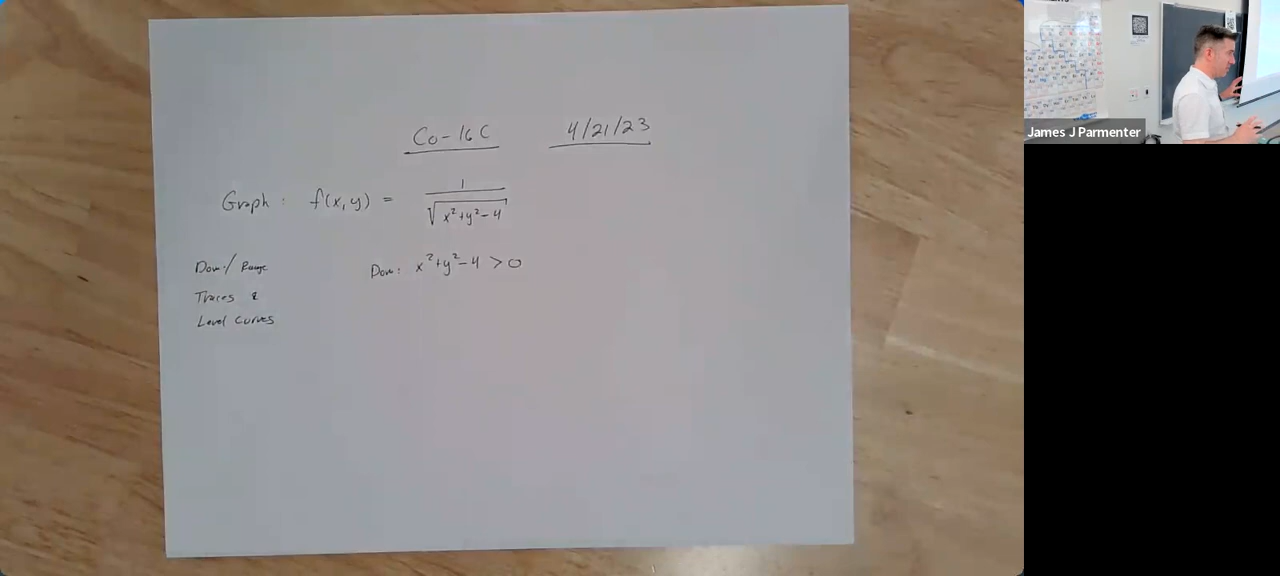 Co-16C 4/21/23
Graph: f(x,y) = 1/√(x²+y²-4)
Dom/Range Dom: x²+y²-4 > 0
Traces &
Level Curves
James J Parmenter